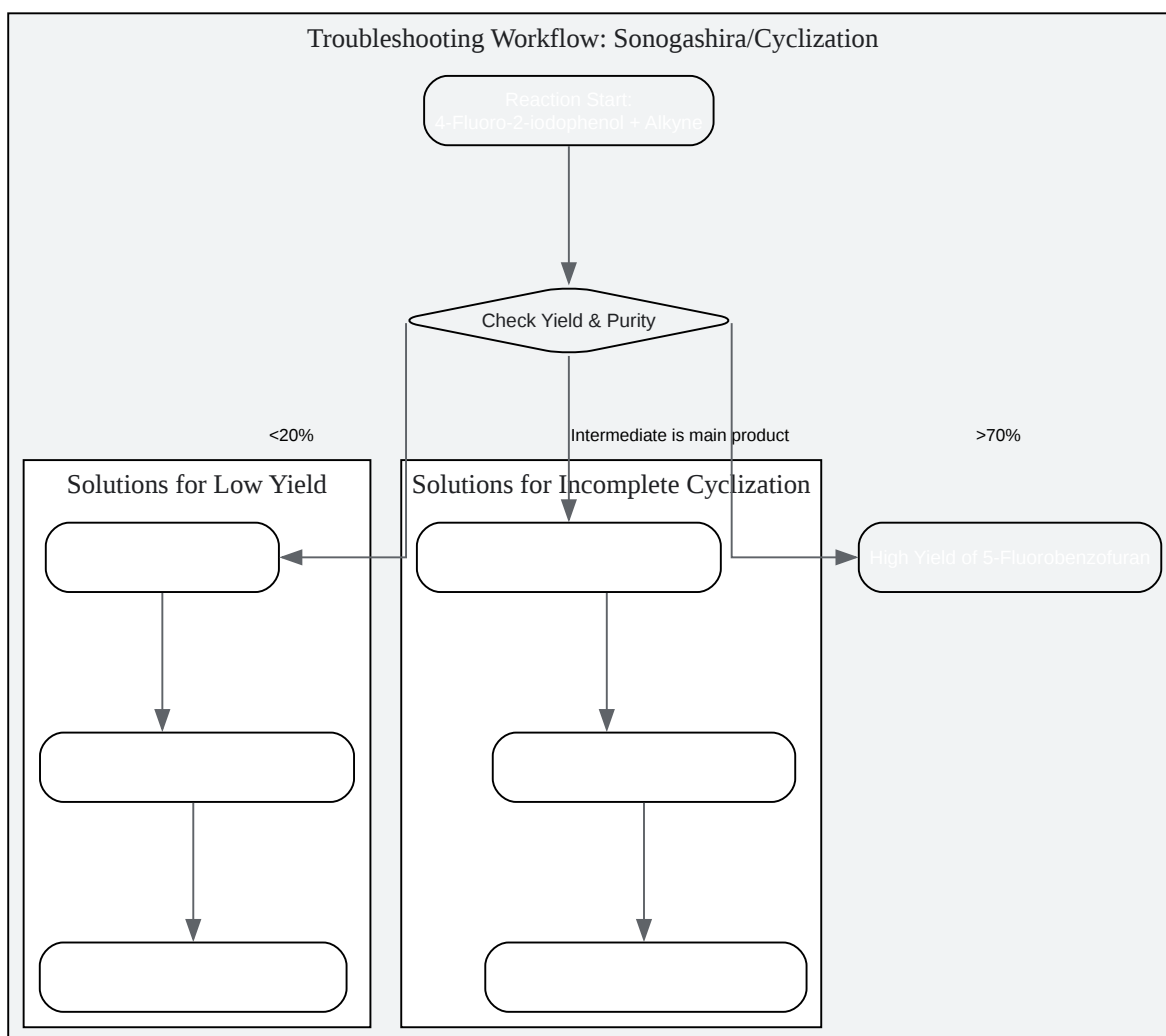 Troubleshooting Workflow: Sonogashira/Cyclization
Reaction Start:
4-Fluoro-2-iodophenol + Alkyne
Check Yield & Purity
<20%
Intermediate is main product
>70%
Solutions for Low Yield
Solutions for Incomplete Cyclization
High Yield of 5-Fluorobenzofuran